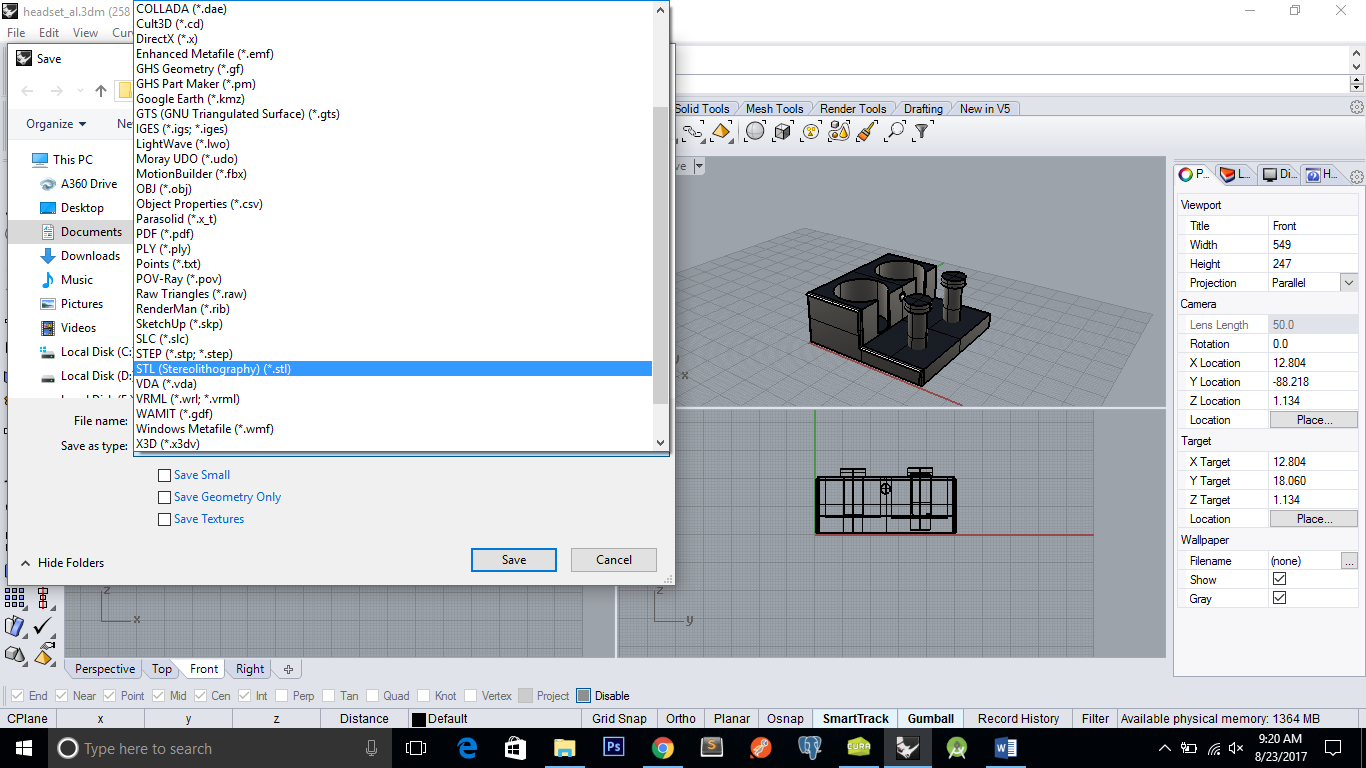 headset_al.3dm (258
File Edit View Cur
Save
Organize Ne
This PC
A360 Drive
Desktop
Documents
Downloads
Music
Pictures
Videos
Local Disk (C:
Local Disk (D:
File name:
Save as type:
COLLADA (*.dae)
Cult3D (*.cd)
DirectX (*.x)
Enhanced Metafile (*.emf)
GHS Geometry (*.gf)
GHS Part Maker (*.pm)
Google Earth (*.kmz)
GTS (GNU Triangulated Surface) (*.gts)
IGES (*.igs; *.iges)
LightWave (*.lwo)
Moray UDO (*.udo)
MotionBuilder (*.fbx)
OBJ (*.obj)
Object Properties (*.csv)
Parasolid (*.x_t)
PDF (*.pdf)
PLY (*.ply)
Points (*.txt)
POV-Ray (*.pov)
Raw Triangles (*.raw)
RenderMan (*.rib)
SketchUp (*.skp)
SLC (*.slc)
STEP (*.stp; *.step)
STL (Stereolithography) (*.stl)
VDA (*.vda)
VRML (*.wrl; *.vrml)
WAMIT (*.gdf)
Windows Metafile (*.wmf)
X3D (*.x3dv)
Save Small
Save Geometry Only
Save Textures
Hide Folders
Save Cancel
Solid Tools Mesh Tools Render Tools Drafting New in V5
ve
y
x
z
x
z
y
P... L... Di... H...
Viewport
Title Front
Width 549
Height 247
Projection Parallel
Camera
Lens Length 50.0
Rotation 0.0
X Location 12.804
Y Location -88.218
Z Location 1.134
Location Place...
Target
X Target 12.804
Y Target 18.060
Z Target 1.134
Location Place...
Wallpaper
Filename (none) ...
Show
Gray
Perspective Top Front Right
End Near Point Mid Cen Int Perp Tan Quad Knot Vertex Project Disable
CPlane x y z Distance Default Grid Snap Ortho Planar Osnap SmartTrack Gumball Record History Filter Available physical memory: 1364 MB
Type here to search
Ps
S
CURA
W
9:20 AM
8/23/2017